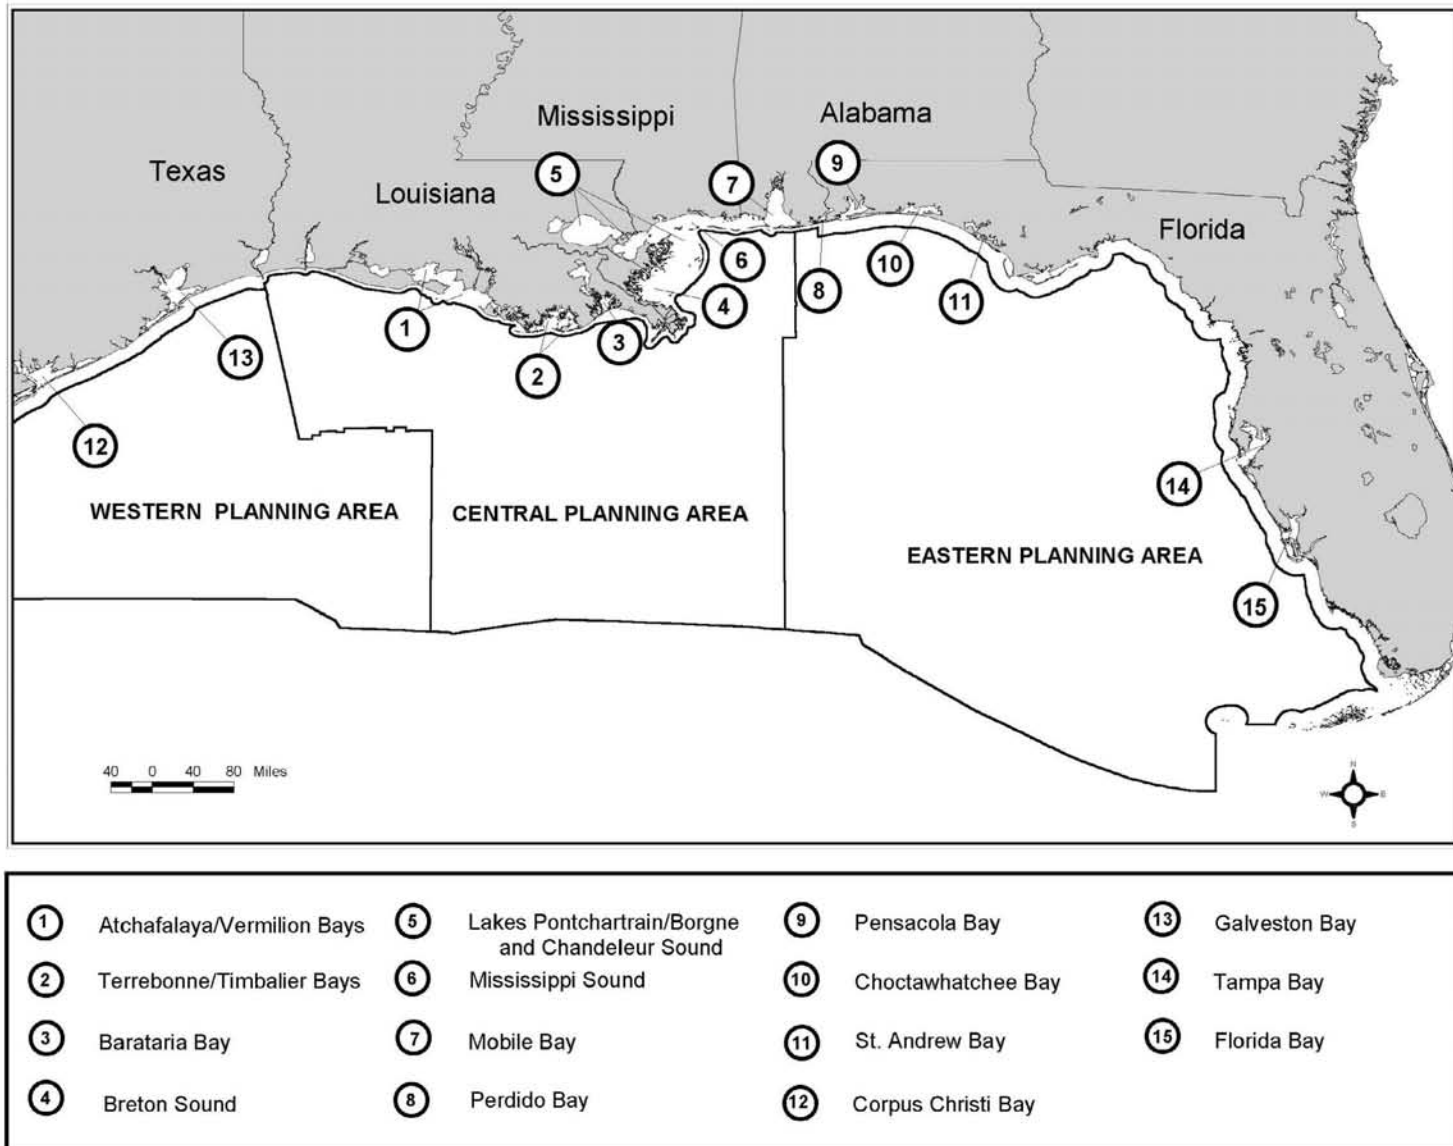 Mississippi
Alabama
Texas
Louisiana
Florida
5
7
9
6
10
8
11
4
1
3
13
2
12
14
15
WESTERN PLANNING AREA
CENTRAL PLANNING AREA
EASTERN PLANNING AREA
40 0 40 80 Miles
N
W
S
1 Atchafalaya/Vermilion Bays
2 Terrebonne/Timbalier Bays
3 Barataria Bay
4 Breton Sound
5 Lakes Pontchartrain/Borgne
and Chandeleur Sound
6 Mississippi Sound
7 Mobile Bay
8 Perdido Bay
9 Pensacola Bay
10 Choctawhatchee Bay
11 St. Andrew Bay
12 Corpus Christi Bay
13 Galveston Bay
14 Tampa Bay
15 Florida Bay